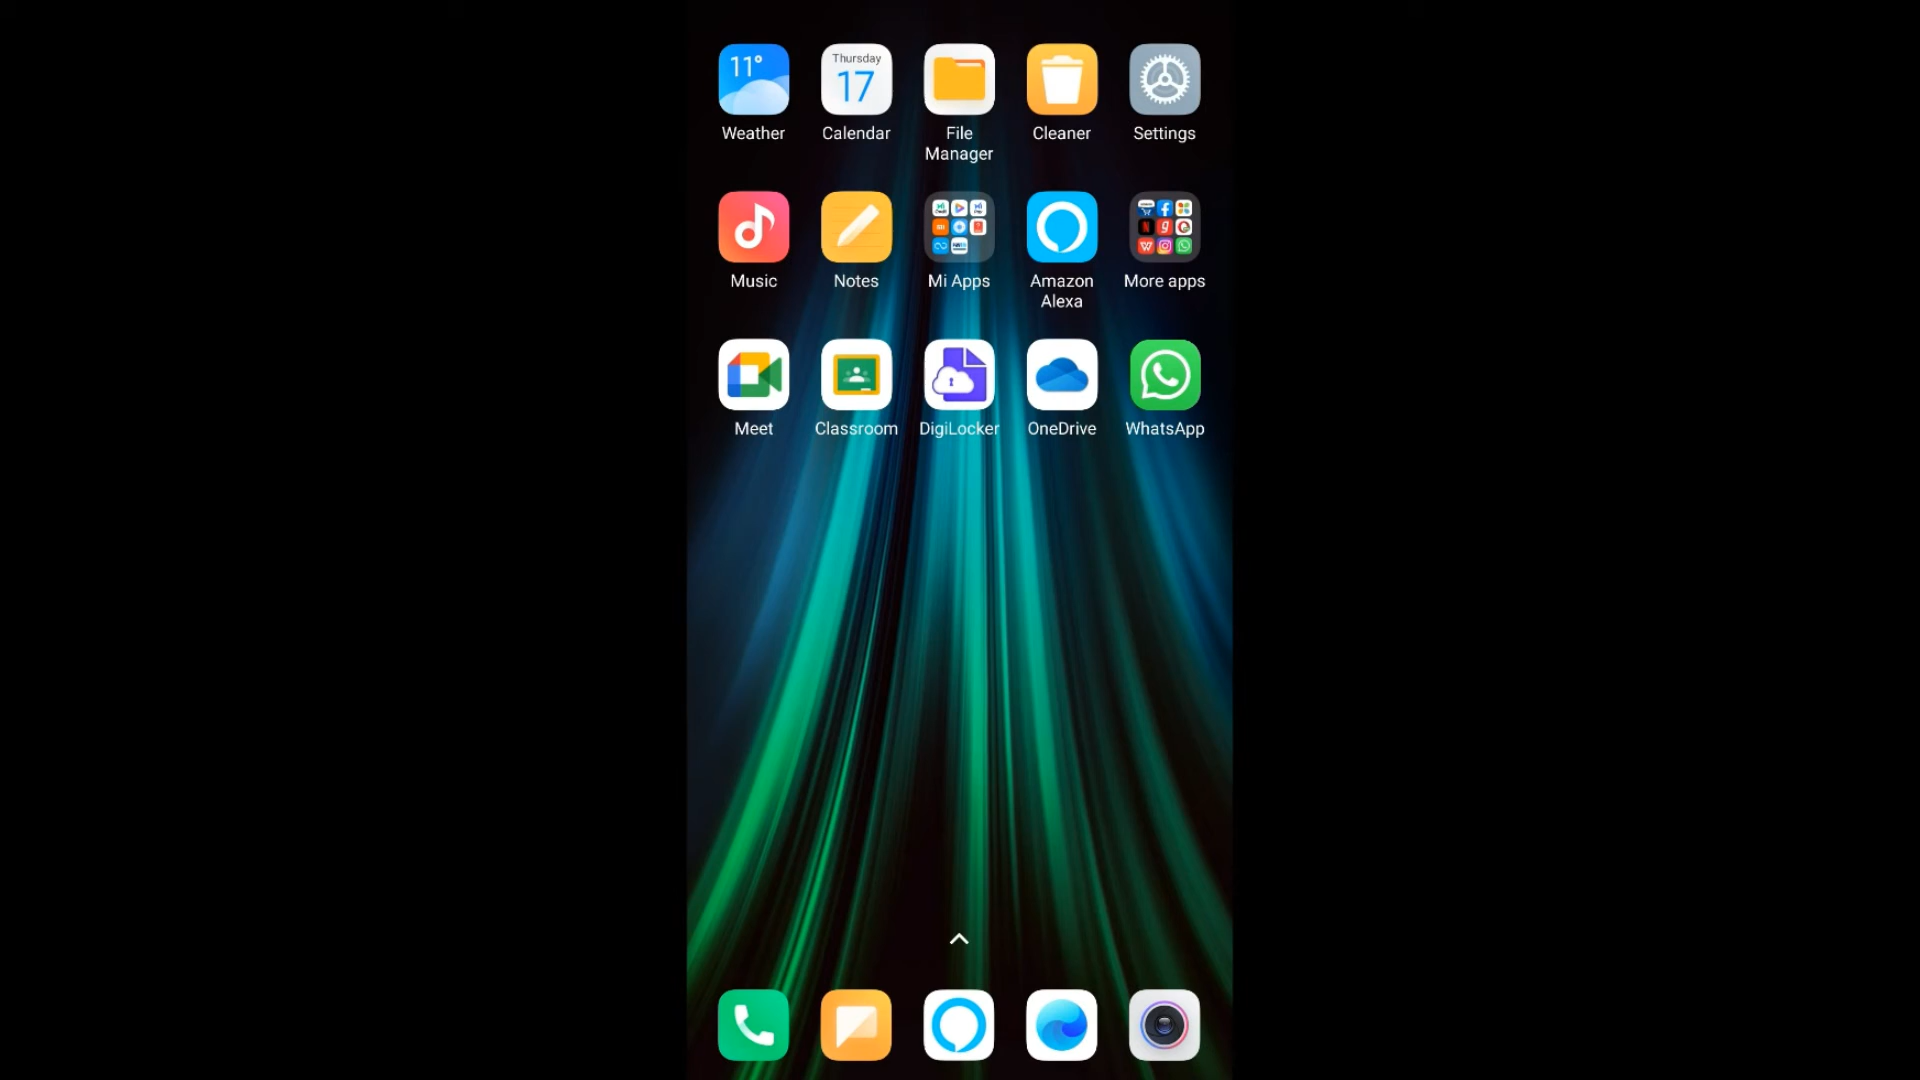 11°
Thursday
17
Weather
Calendar
File
Manager
Cleaner
Settings
Music
Notes
Mi Apps
Amazon
Alexa
More apps
Meet
Classroom
DigiLocker
OneDrive
WhatsApp